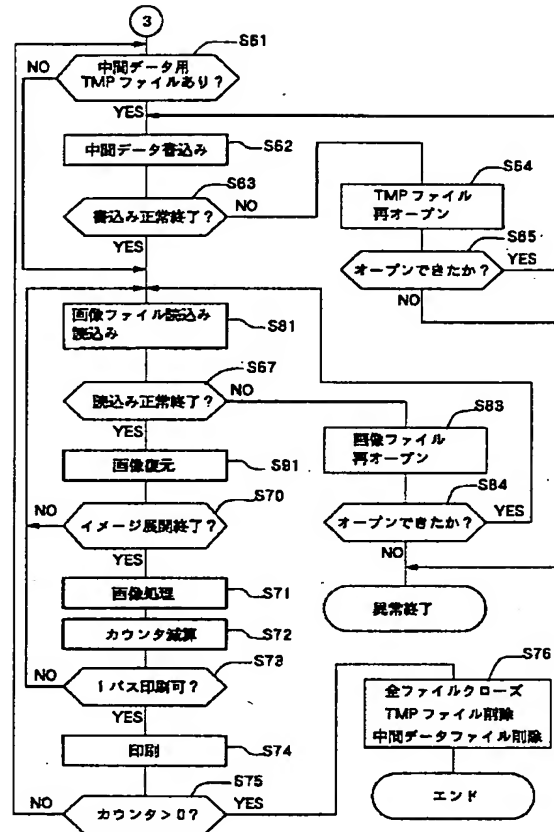 3
S61
中間データ用
TMPファイルあり？
NO
YES
中間データ書込み
S62
S63
書込み正常終了？
NO
YES
S64
TMPファイル
再オープン
S65
オープンできたか？
YES
NO
画像ファイル読込み
読込み
S81
S67
読込み正常終了？
NO
YES
S83
画像ファイル
再オープン
S84
オープンできたか？
YES
NO
異常終了
画像復元
S91
S70
イメージ展開終了？
NO
YES
画像処理
S71
カウンタ減算
S72
S73
1パス印刷可？
NO
YES
印刷
S74
S75
カウンタ>0？
NO
YES
S76
全ファイルクローズ
TMPファイル削除
中間データファイル削除
エンド